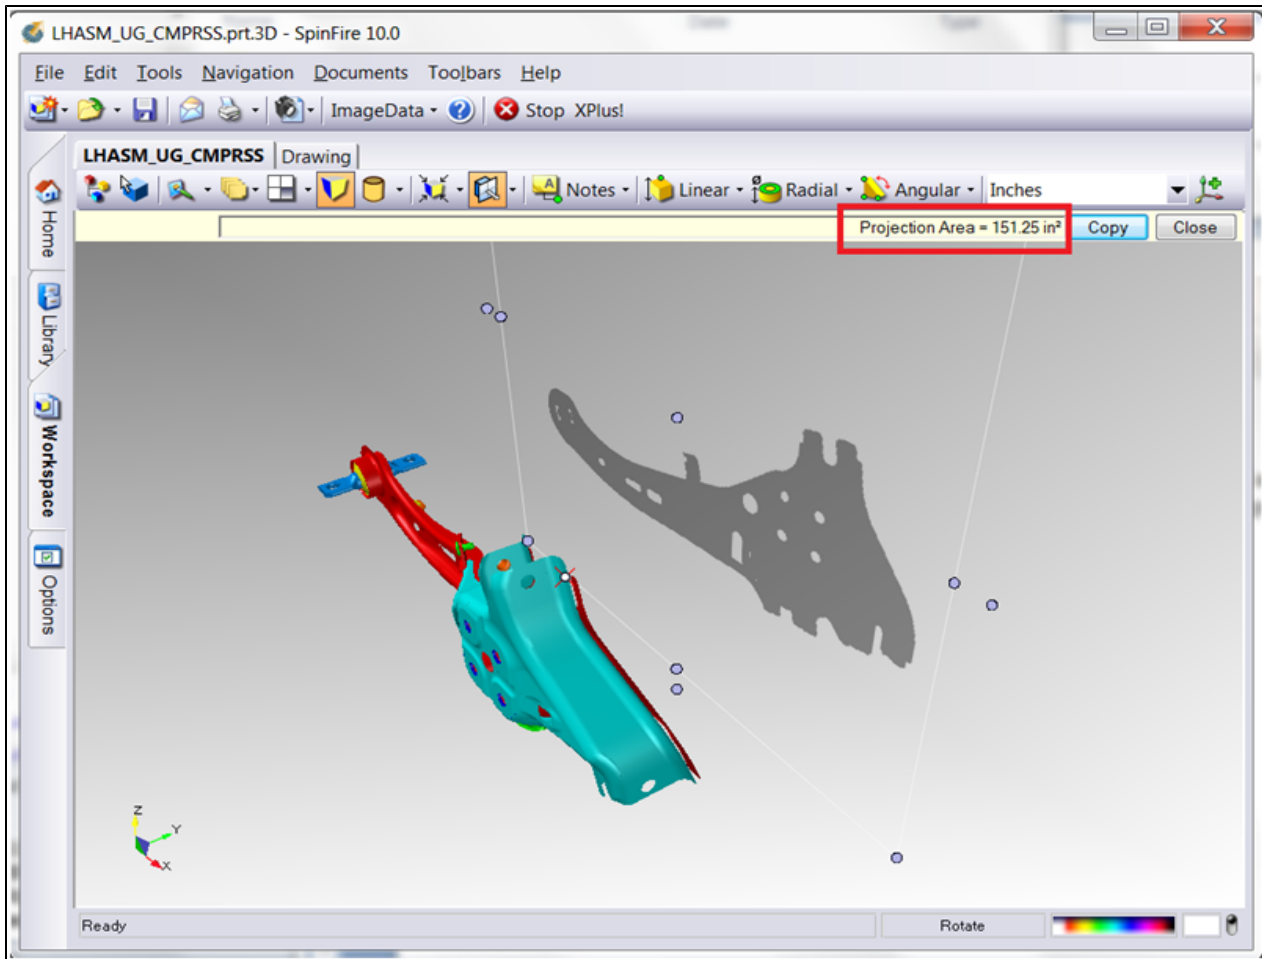 LHASM_UG_CMPRSS.prt.3D - SpinFire 10.0
File Edit Tools Navigation Documents Toolbars Help
ImageData Stop XPlus!
LHASM_UG_CMPRSS Drawing
Notes Linear Radial Angular Inches
Projection Area = 151.25 in² Copy Close
Home
Library
Workspace
Options
Z
Y
X
Ready Rotate